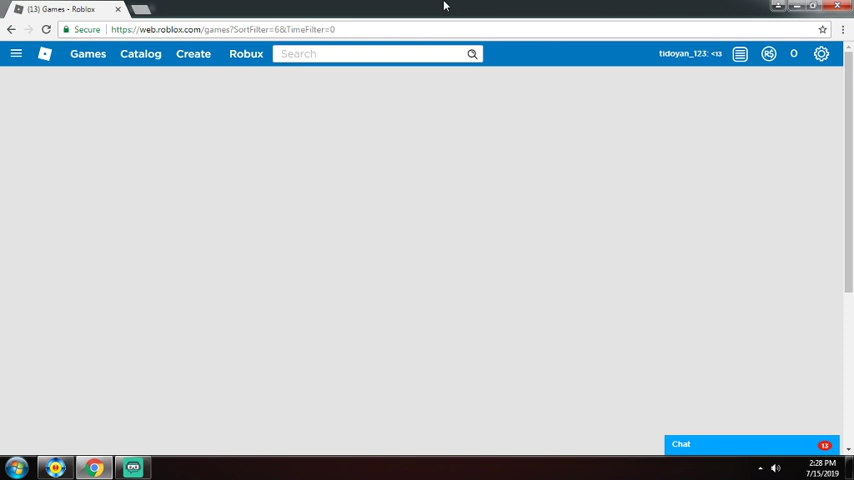 (13) Games - Roblox
Secure
https://web.roblox.com/games?SortFilter=6&TimeFilter=0
Games Catalog Create Robux Search tidoyan_123: <13 R$ 0
Chat 13
2:28 PM
7/15/2019